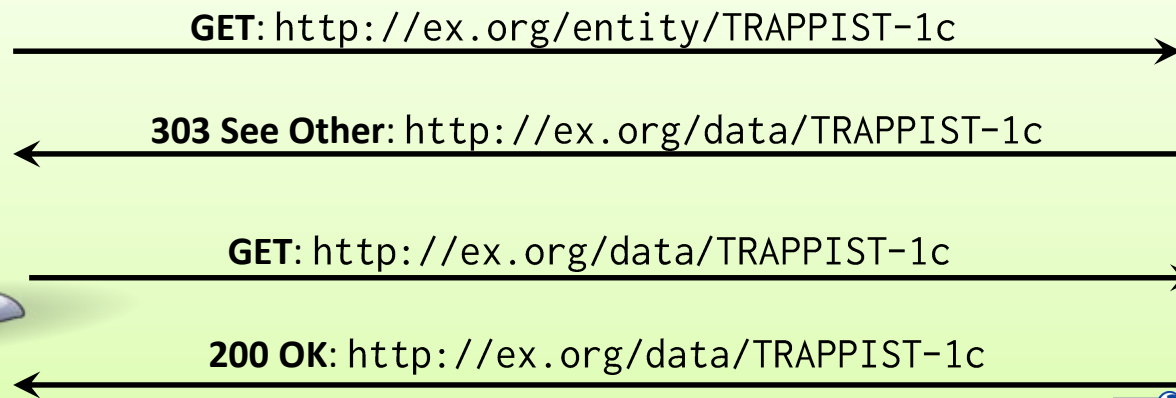 GET: http://ex.org/entity/TRAPPIST-1c
303 See Other: http://ex.org/data/TRAPPIST-1c
GET: http://ex.org/data/TRAPPIST-1c
200 OK: http://ex.org/data/TRAPPIST-1c